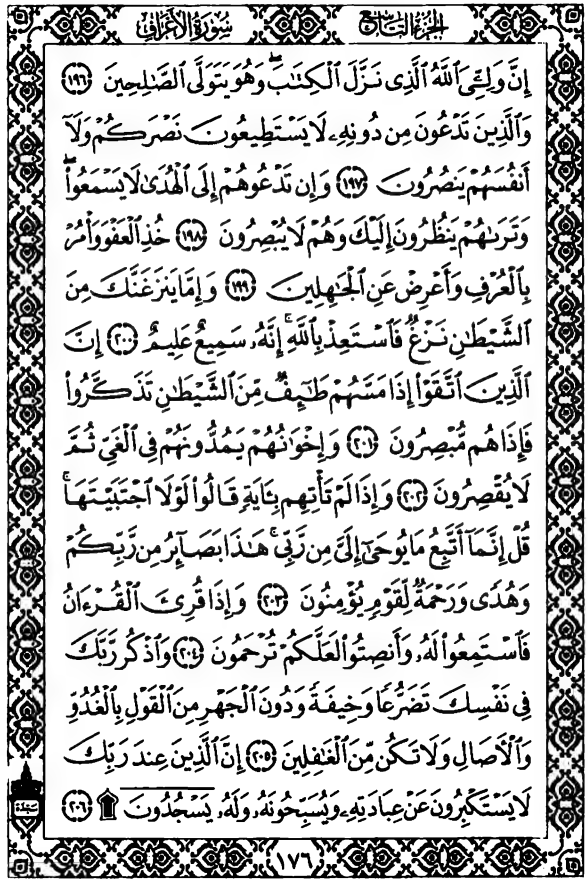 الجزء التاسع سورة الأعراف
إِنَّ وَلِـِّۧيَ ٱللَّهُ ٱلَّذِي نَزَّلَ ٱلْكِتَٰبَۖ وَهُوَ يَتَوَلَّى ٱلصَّٰلِحِينَ ١٩٦
وَٱلَّذِينَ تَدْعُونَ مِن دُونِهِۦ لَا يَسْتَطِيعُونَ نَصْرَكُمْ وَلَآ
أَنفُسَهُمْ يَنصُرُونَ ١٩٧ وَإِن تَدْعُوهُمْ إِلَى ٱلْهُدَىٰ لَا يَسْمَعُوا۟ۖ
وَتَرَىٰهُمْ يَنظُرُونَ إِلَيْكَ وَهُمْ لَا يُبْصِرُونَ ١٩٨ خُذِ ٱلْعَفْوَ وَأْمُرْ
بِٱلْعُرْفِ وَأَعْرِضْ عَنِ ٱلْجَٰهِلِينَ ١٩٩ وَإِمَّا يَنزَغَنَّكَ مِنَ
ٱلشَّيْطَٰنِ نَزْغٌ فَٱسْتَعِذْ بِٱللَّهِۚ إِنَّهُۥ سَمِيعٌ عَلِيمٌ ٢٠٠ إِنَّ
ٱلَّذِينَ ٱتَّقَوْا۟ إِذَا مَسَّهُمْ طَٰٓئِفٌ مِّنَ ٱلشَّيْطَٰنِ تَذَكَّرُوا۟
فَإِذَا هُم مُّبْصِرُونَ ٢٠١ وَإِخْوَٰنُهُمْ يَمُدُّونَهُمْ فِي ٱلْغَيِّ ثُمَّ
لَا يُقْصِرُونَ ٢٠٢ وَإِذَا لَمْ تَأْتِهِم بِـَٔايَةٍ قَالُوا۟ لَوْلَا ٱجْتَبَيْتَهَاۚ
قُلْ إِنَّمَآ أَتَّبِعُ مَا يُوحَىٰٓ إِلَيَّ مِن رَّبِّيۚ هَٰذَا بَصَآئِرُ مِن رَّبِّكُمْ
وَهُدًى وَرَحْمَةٌ لِّقَوْمٍ يُؤْمِنُونَ ٢٠٣ وَإِذَا قُرِئَ ٱلْقُرْءَانُ
فَٱسْتَمِعُوا۟ لَهُۥ وَأَنصِتُوا۟ لَعَلَّكُمْ تُرْحَمُونَ ٢٠٤ وَٱذْكُر رَّبَّكَ
فِي نَفْسِكَ تَضَرُّعًا وَخِيفَةً وَدُونَ ٱلْجَهْرِ مِنَ ٱلْقَوْلِ بِٱلْغُدُوِّ
وَٱلْءَاصَالِ وَلَا تَكُن مِّنَ ٱلْغَٰفِلِينَ ٢٠٥ إِنَّ ٱلَّذِينَ عِندَ رَبِّكَ
لَا يَسْتَكْبِرُونَ عَنْ عِبَادَتِهِۦ وَيُسَبِّحُونَهُۥ وَلَهُۥ يَسْجُدُونَ ۩ ٢٠٦
سجدة
١٧٦